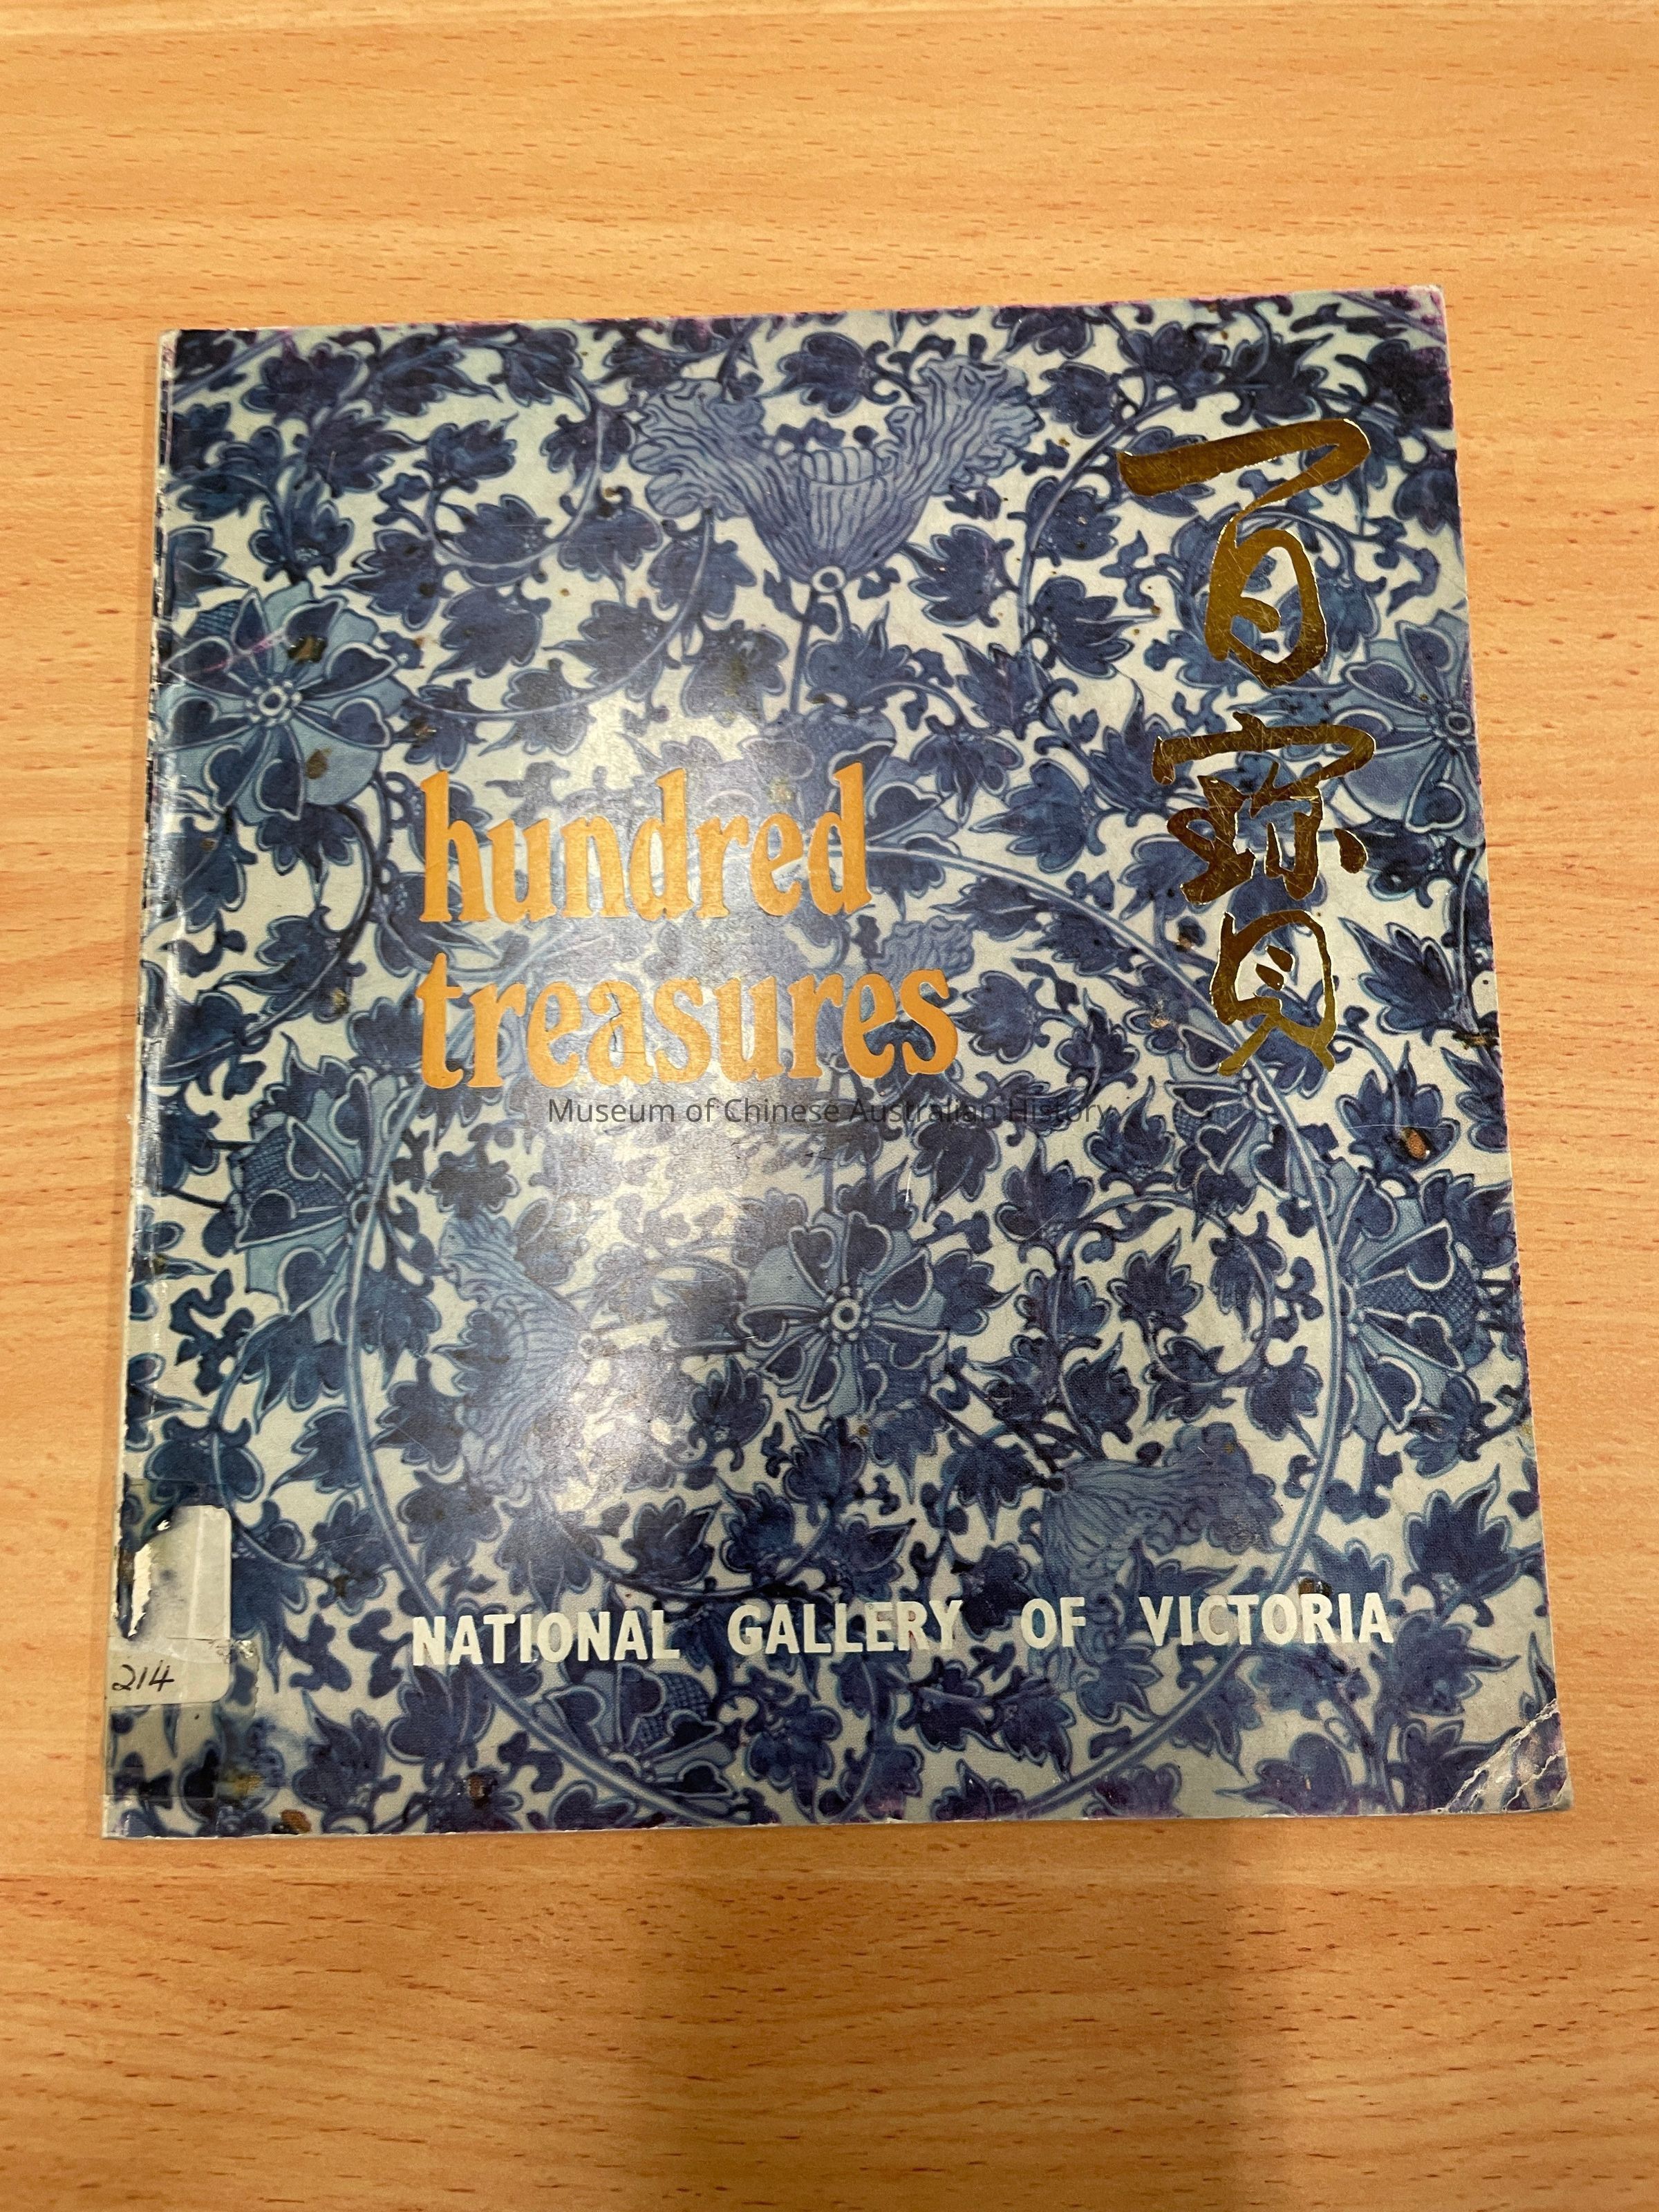 百寶
hundred
treasures
Museum of Chinese Australian History
NATIONAL GALLERY OF VICTORIA
214